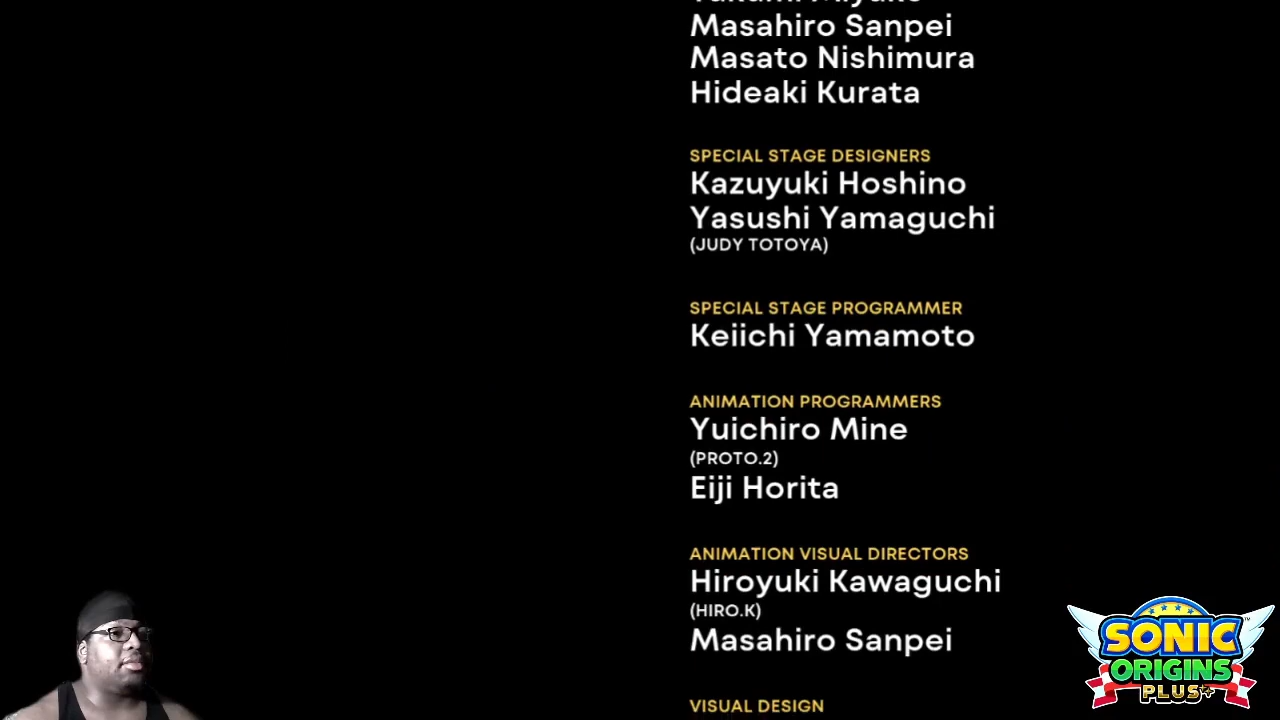 Masahiro Sanpei
Masato Nishimura
Hideaki Kurata
SPECIAL STAGE DESIGNERS
Kazuyuki Hoshino
Yasushi Yamaguchi
(JUDY TOTOYA)
SPECIAL STAGE PROGRAMMER
Keiichi Yamamoto
ANIMATION PROGRAMMERS
Yuichiro Mine
(PROTO.2)
Eiji Horita
ANIMATION VISUAL DIRECTORS
Hiroyuki Kawaguchi
(HIRO.K)
Masahiro Sanpei
VISUAL DESIGN
SONIC
ORIGINS
PLUS+